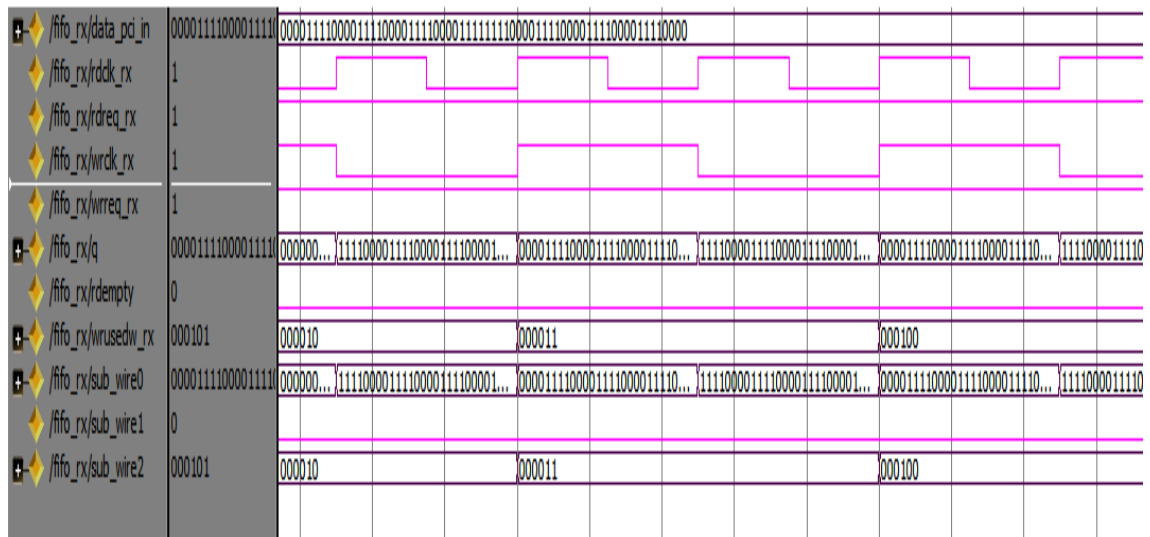 /fifo_rx/data_pci_in 0000111100001111( 0000111100001111000011110000111111110000111100001111000011110000
/fifo_rx/rdclk_rx 1
/fifo_rx/rdreq_rx 1
/fifo_rx/wrclk_rx 1
/fifo_rx/wrreq_rx 1
/fifo_rx/q 0000111100001111( 000000... 1111000011110000111100001... 0000111100001111000011110... 1111000011110000111100001... 0000111100001111000011110... 1111000011110
/fifo_rx/rdempty 0
/fifo_rx/wrusedw_rx 000101 000010 000011 000100
/fifo_rx/sub_wire0 0000111100001111( 000000... 1111000011110000111100001... 0000111100001111000011110... 1111000011110000111100001... 0000111100001111000011110... 1111000011110
/fifo_rx/sub_wire1 0
/fifo_rx/sub_wire2 000101 000010 000011 000100